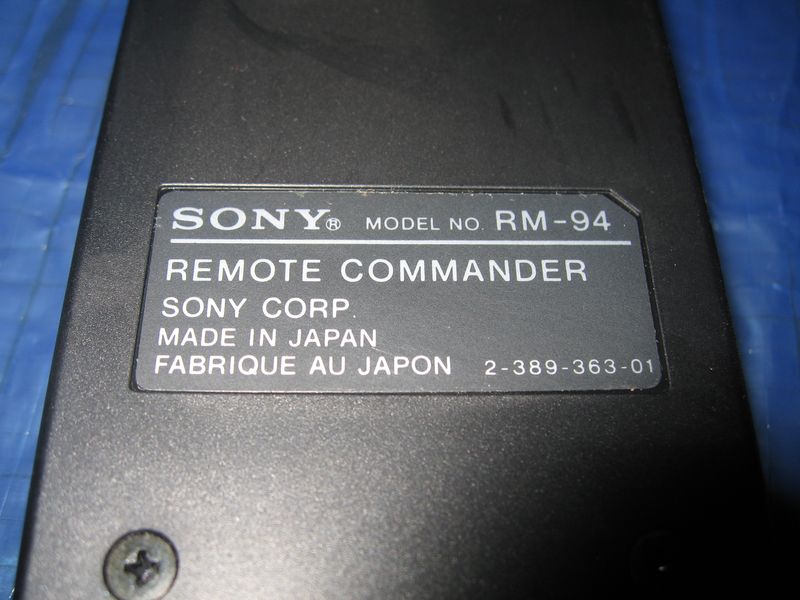 SONY® MODEL NO. RM-94
REMOTE COMMANDER
SONY CORP.
MADE IN JAPAN
FABRIQUE AU JAPON 2-389-363-01